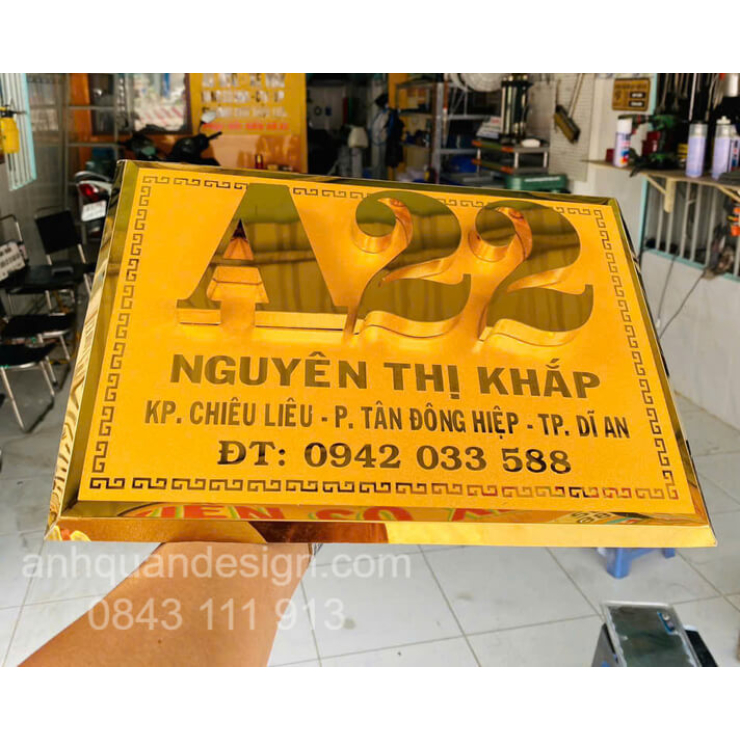 A22
NGUYÊN THỊ KHẮP
KP. CHIÊU LIÊU - P. TÂN ĐÔNG HIỆP - TP. DĨ AN
ĐT: 0942 033 588
anhquandesign.com
0843 111 913